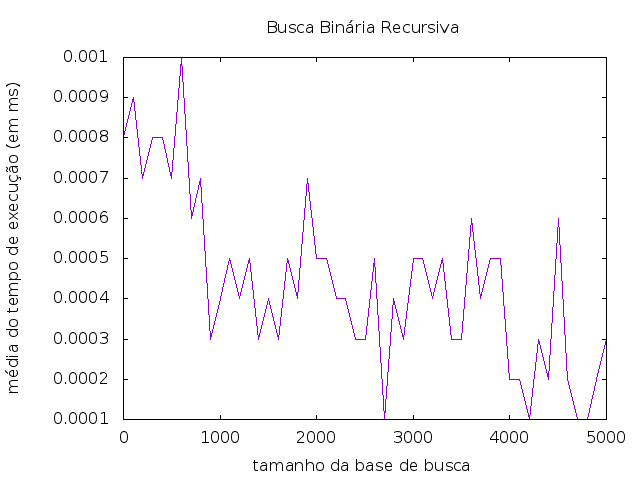 Busca Binária Recursiva
média do tempo de execução (em ms)
0.001
0.0009
0.0008
0.0007
0.0006
0.0005
0.0004
0.0003
0.0002
0.0001
0 1000 2000 3000 4000 5000
tamanho da base de busca